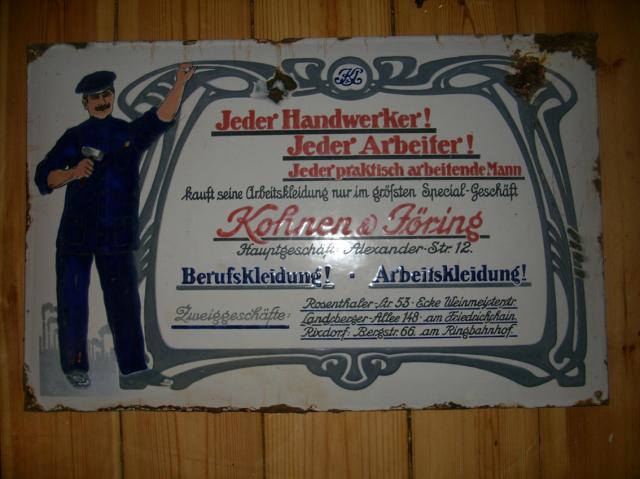 Jeder Handwerker!
Jeder Arbeiter!
Jeder praktisch arbeitende Mann
kauft seine Arbeitskleidung nur im größten Special-Geschäft
Kohnen & Jöring
Hauptgeschäft Alexander-Str. 12.
Berufskleidung! · Arbeitskleidung!
Zweiggeschäfte:
Rosenthaler-Str. 53 · Ecke Weinmeisterstr.
Landsberger-Allee 148 · am Friedrichshain.
Rixdorf: Bergstr. 66. am Ringbahnhof.